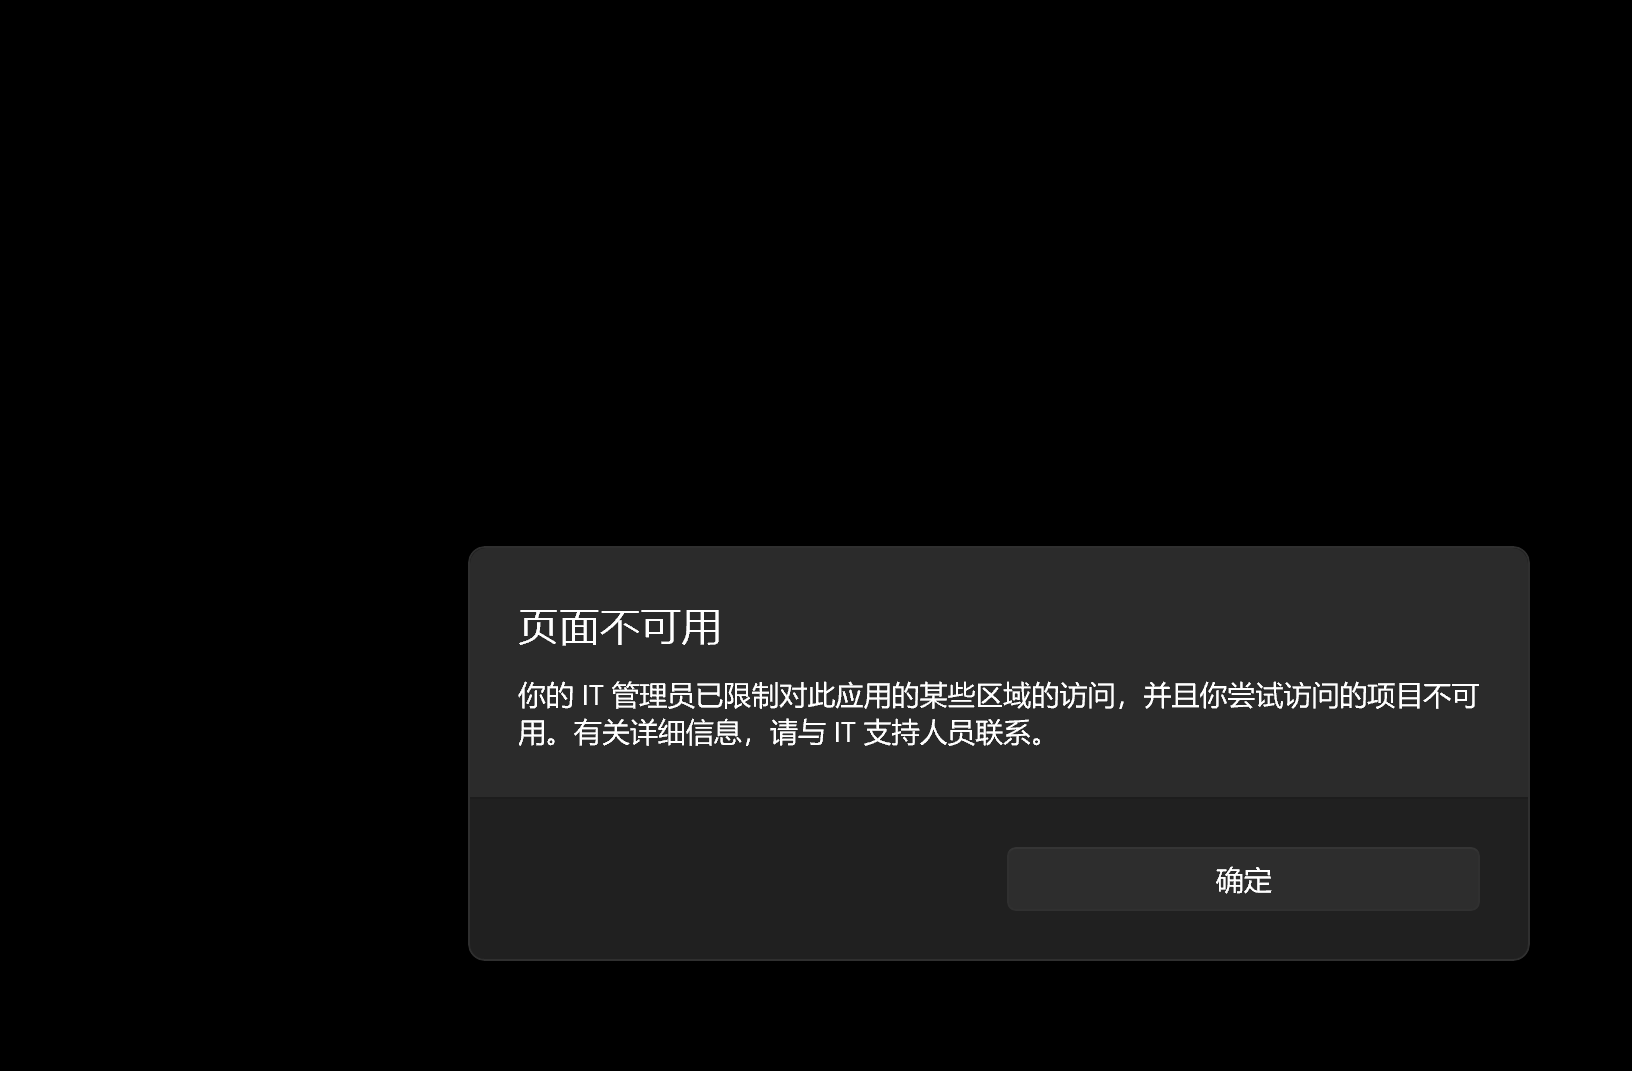 页面不可用
你的 IT 管理员已限制对此应用的某些区域的访问，并且你尝试访问的项目不可
用。有关详细信息，请与 IT 支持人员联系。
确定